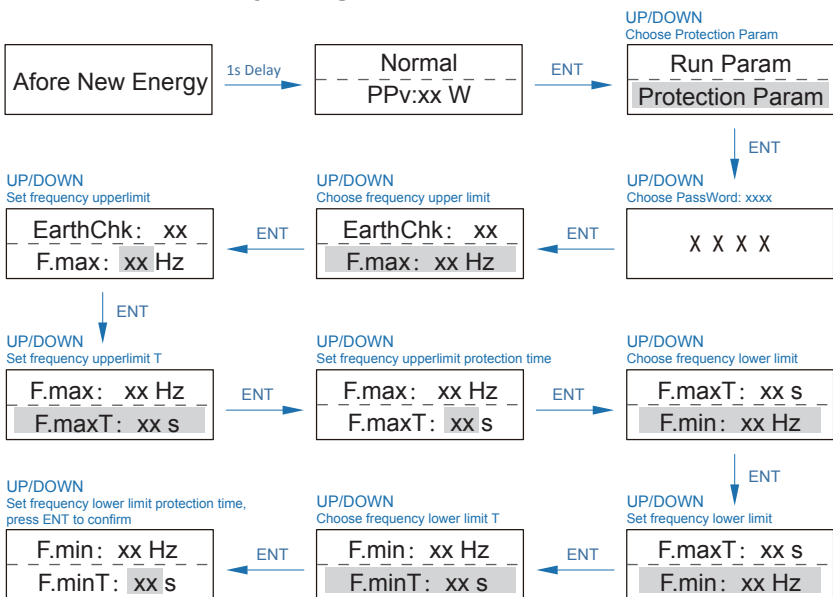 UP/DOWN
Choose Protection Param
Afore New Energy
1s Delay
Normal
PPv:xx W
ENT
Run Param
Protection Param
ENT
UP/DOWN
Set frequency upperlimit
EarthChk: xx
F.max: xx Hz
ENT
UP/DOWN
Choose frequency upper limit
EarthChk: xx
F.max: xx Hz
ENT
UP/DOWN
Choose PassWord: xxxx
X X X X
ENT
UP/DOWN
Set frequency upperlimit T
F.max: xx Hz
F.maxT: xx s
ENT
UP/DOWN
Set frequency upperlimit protection time
F.max: xx Hz
F.maxT: xx s
ENT
UP/DOWN
Choose frequency lower limit
F.maxT: xx s
F.min: xx Hz
ENT
UP/DOWN
Set frequency lower limit protection time,
press ENT to confirm
F.min: xx Hz
F.minT: xx s
ENT
UP/DOWN
Choose frequency lower limit T
F.min: xx Hz
F.minT: xx s
ENT
UP/DOWN
Set frequency lower limit
F.maxT: xx s
F.min: xx Hz